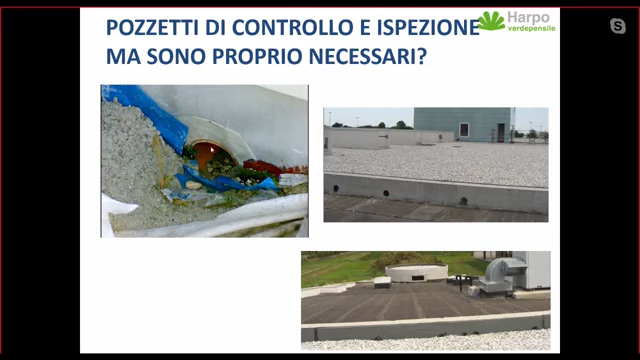 POZZETTI DI CONTROLLO E ISPEZIONE
MA SONO PROPRIO NECESSARI?
Harpo
verdepensile